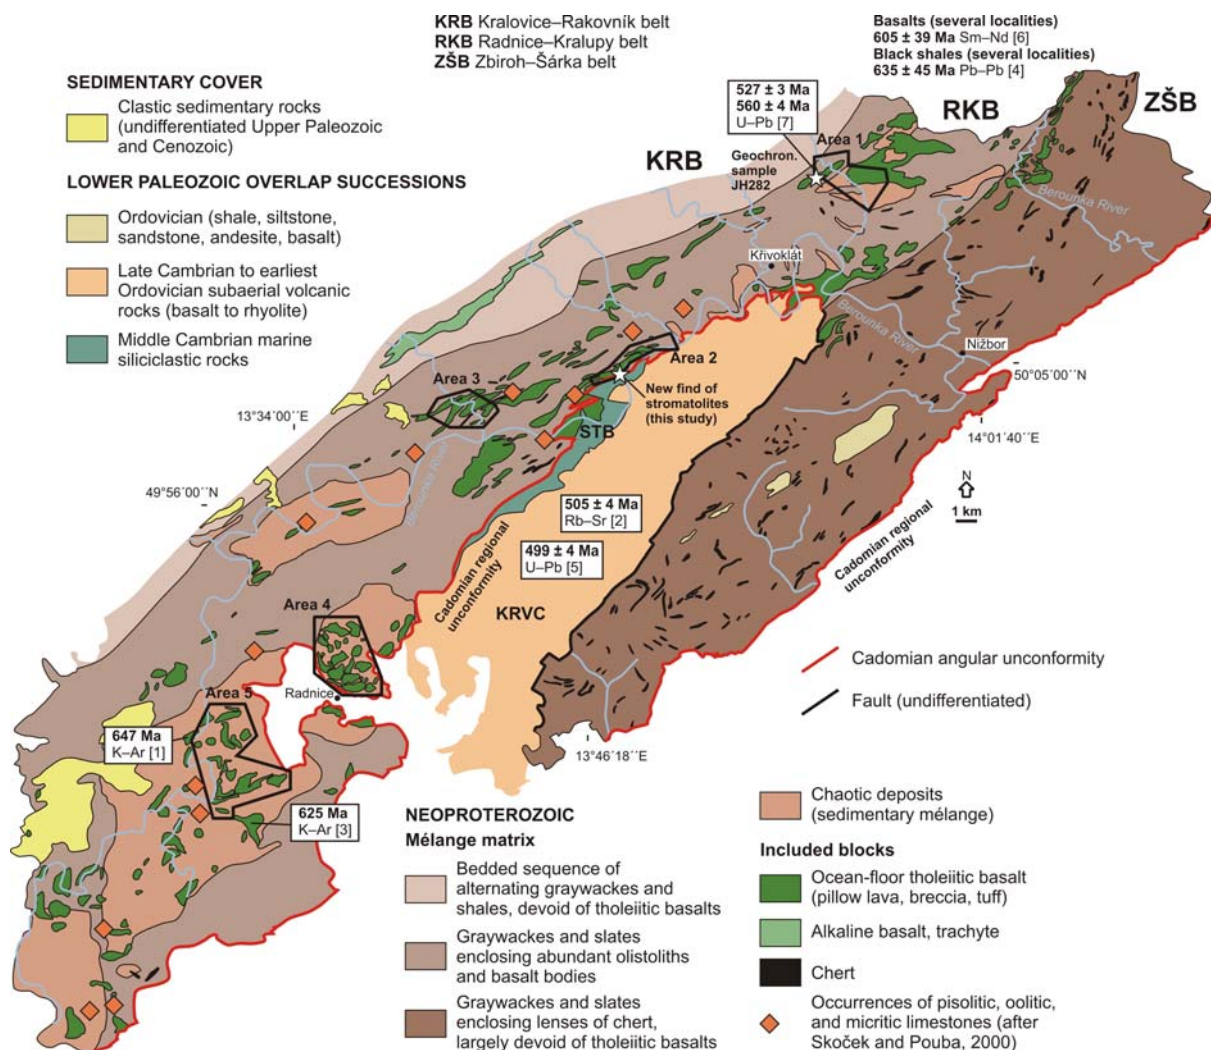 KRB Kralovice–Rakovník belt
RKB Radnice–Kralupy belt
ZŠB Zbiroh–Šárka belt
Basalts (several localities)
605 ± 39 Ma Sm–Nd [6]
Black shales (several localities)
635 ± 45 Ma Pb–Pb [4]
SEDIMENTARY COVER
Clastic sedimentary rocks
(undifferentiated Upper Paleozoic
and Cenozoic)
LOWER PALEOZOIC OVERLAP SUCCESSIONS
Ordovician (shale, siltstone,
sandstone, andesite, basalt)
Late Cambrian to earliest
Ordovician subaerial volcanic
rocks (basalt to rhyolite)
Middle Cambrian marine
siliciclastic rocks
527 ± 3 Ma
560 ± 4 Ma
U–Pb [7]
KRB
RKB
ZŠB
Area 1
Geochron.
sample
JH282
Berounka River
Křivoklát
Berounka River
Nižbor
50°05´00´´N
14°01´40´´E
N
1 km
Area 2
New find of
stromatolites
(this study)
Area 3
STB
13°34´00´´E
49°56´00´´N
Berounka River
505 ± 4 Ma
Rb–Sr [2]
499 ± 4 Ma
U–Pb [5]
KRVC
Cadomian regional
unconformity
Cadomian regional
unconformity
Area 4
Radnice
Area 5
647 Ma
K–Ar [1]
625 Ma
K–Ar [3]
13°46´18´´E
Cadomian angular unconformity
Fault (undifferentiated)
NEOPROTEROZOIC
Mélange matrix
Bedded sequence of
alternating graywackes and
shales, devoid of tholeiitic basalts
Graywackes and slates
enclosing abundant olistoliths
and basalt bodies
Graywackes and slates
enclosing lenses of chert,
largely devoid of tholeiitic basalts
Chaotic deposits
(sedimentary mélange)
Included blocks
Ocean-floor tholeiitic basalt
(pillow lava, breccia, tuff)
Alkaline basalt, trachyte
Chert
Occurrences of pisolitic, oolitic,
and micritic limestones (after
Skoček and Pouba, 2000)